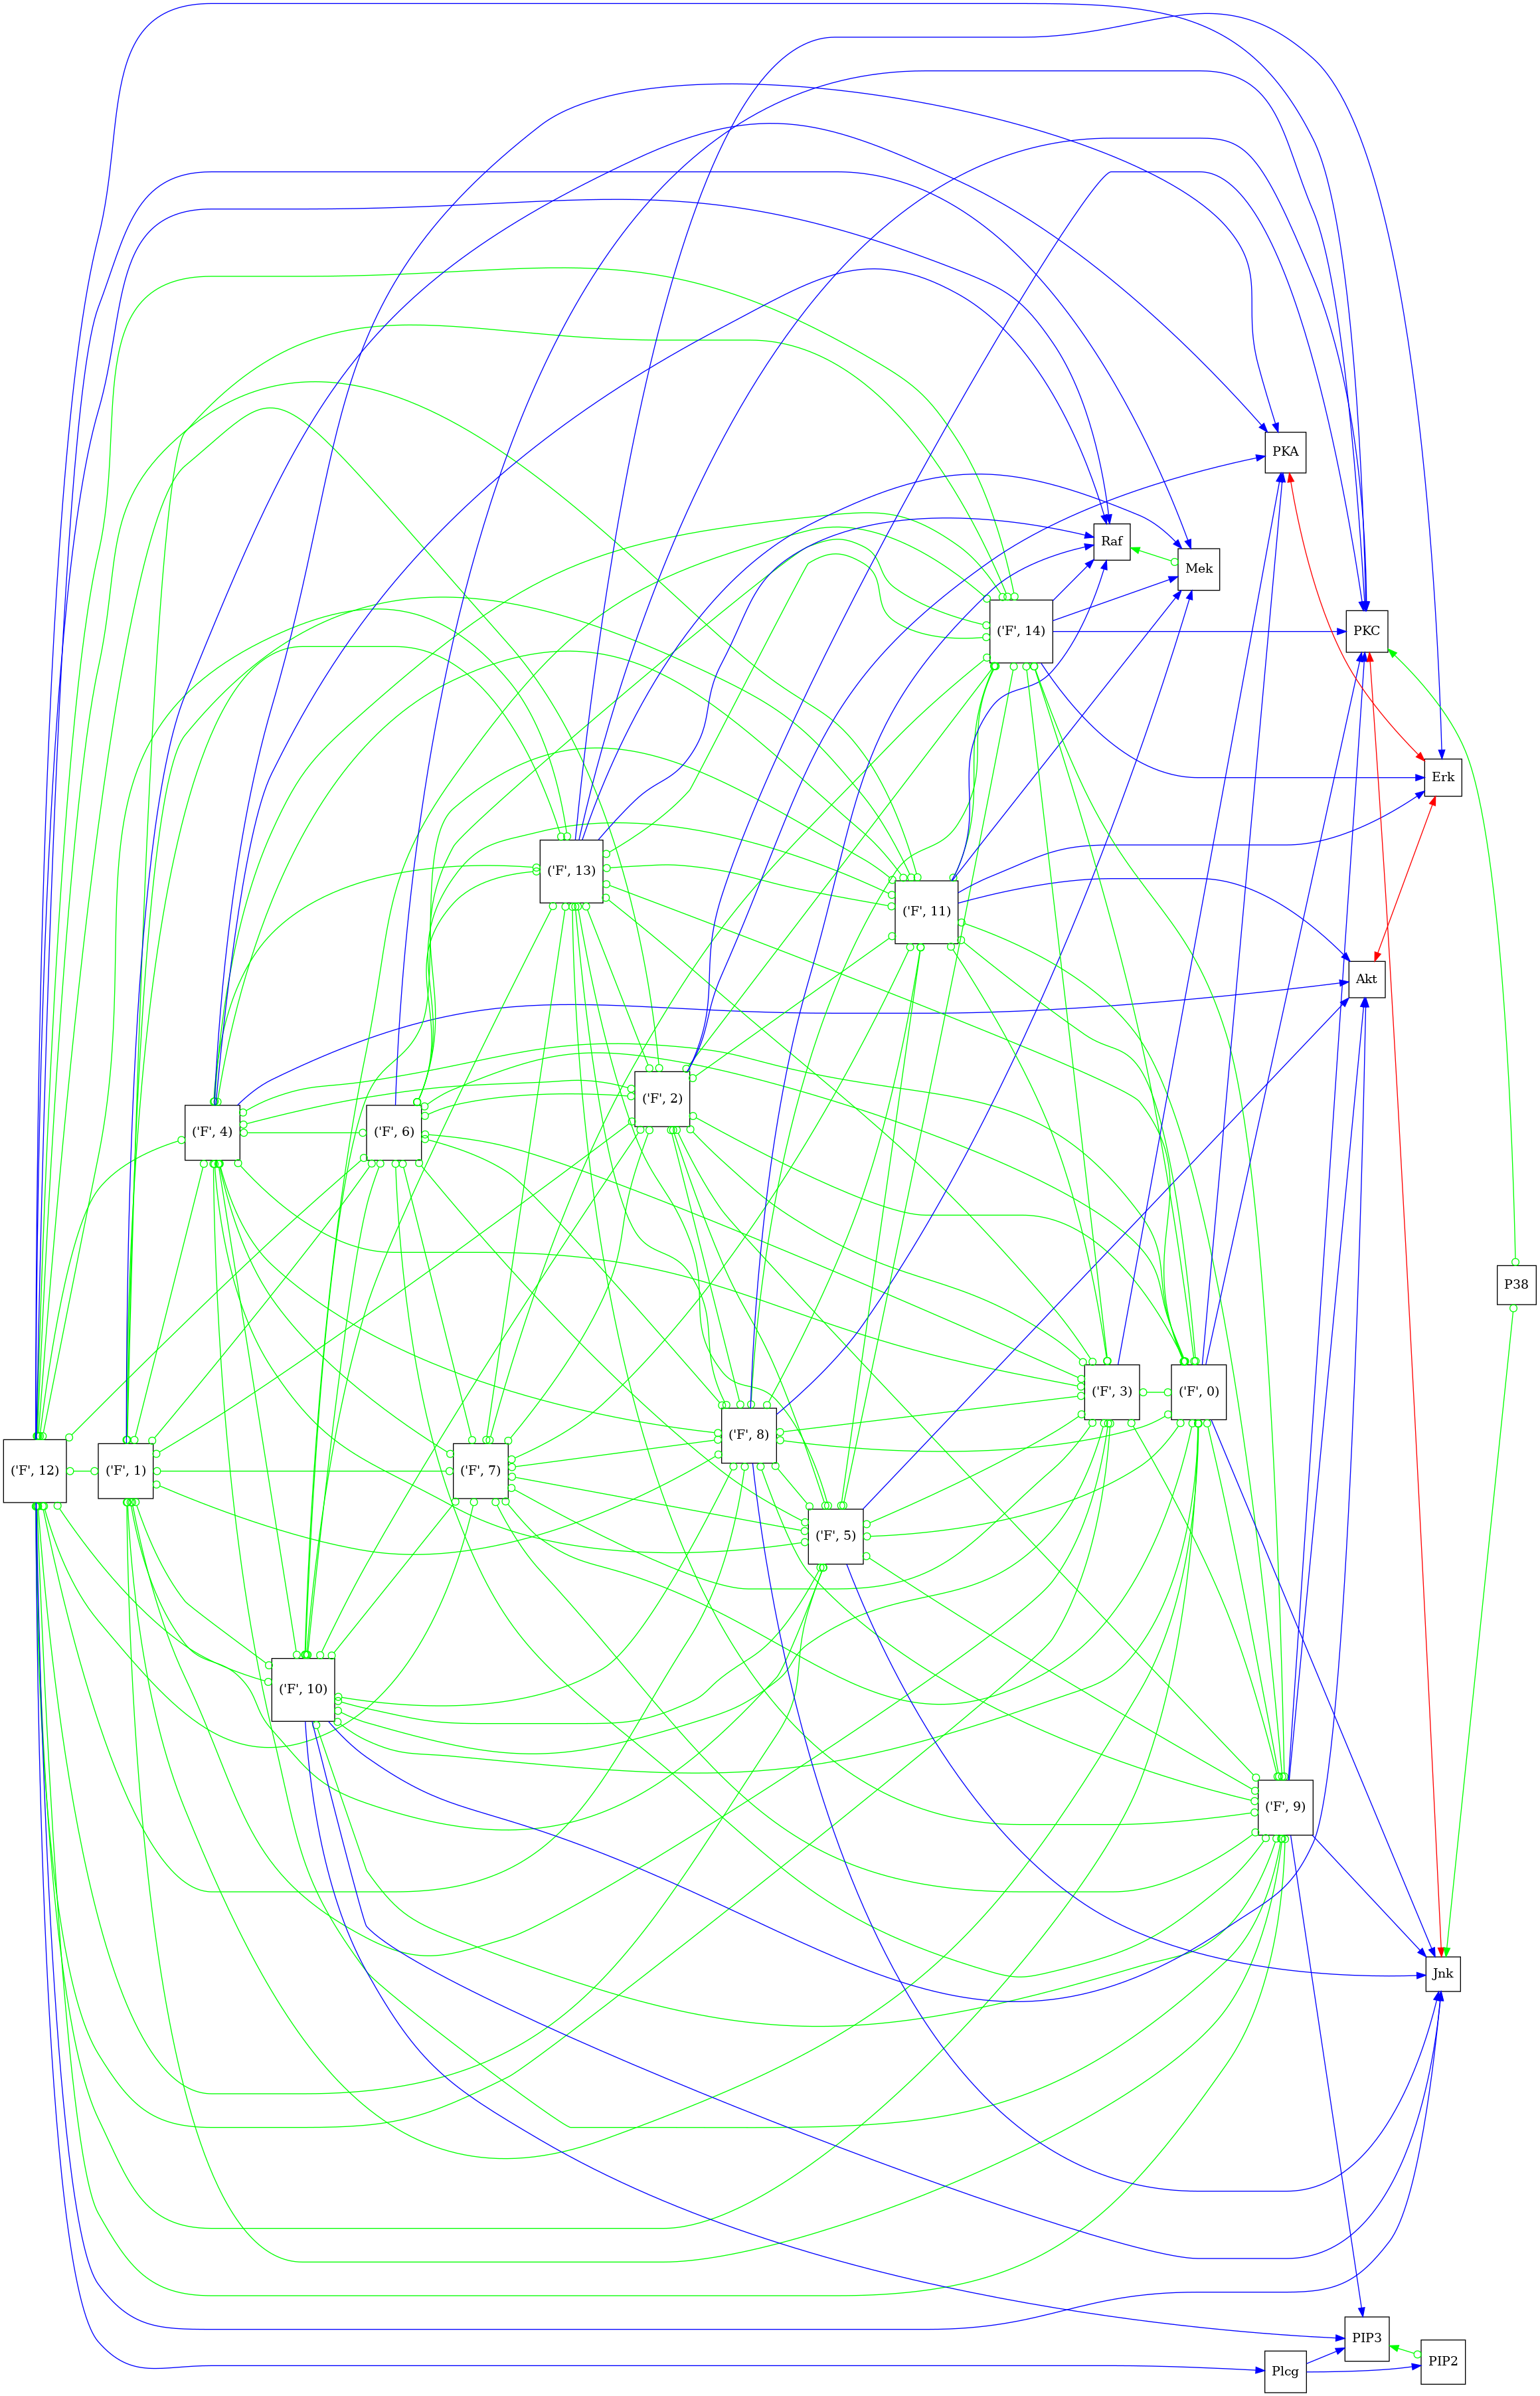 PKA
Raf
Mek
('F', 14)
PKC
Erk
('F', 13)
('F', 11)
Akt
('F', 2)
('F', 4)
('F', 6)
P38
('F', 3)
('F', 0)
('F', 8)
('F', 12)
('F', 1)
('F', 7)
('F', 5)
('F', 10)
('F', 9)
Jnk
PIP3
PIP2
Plcg